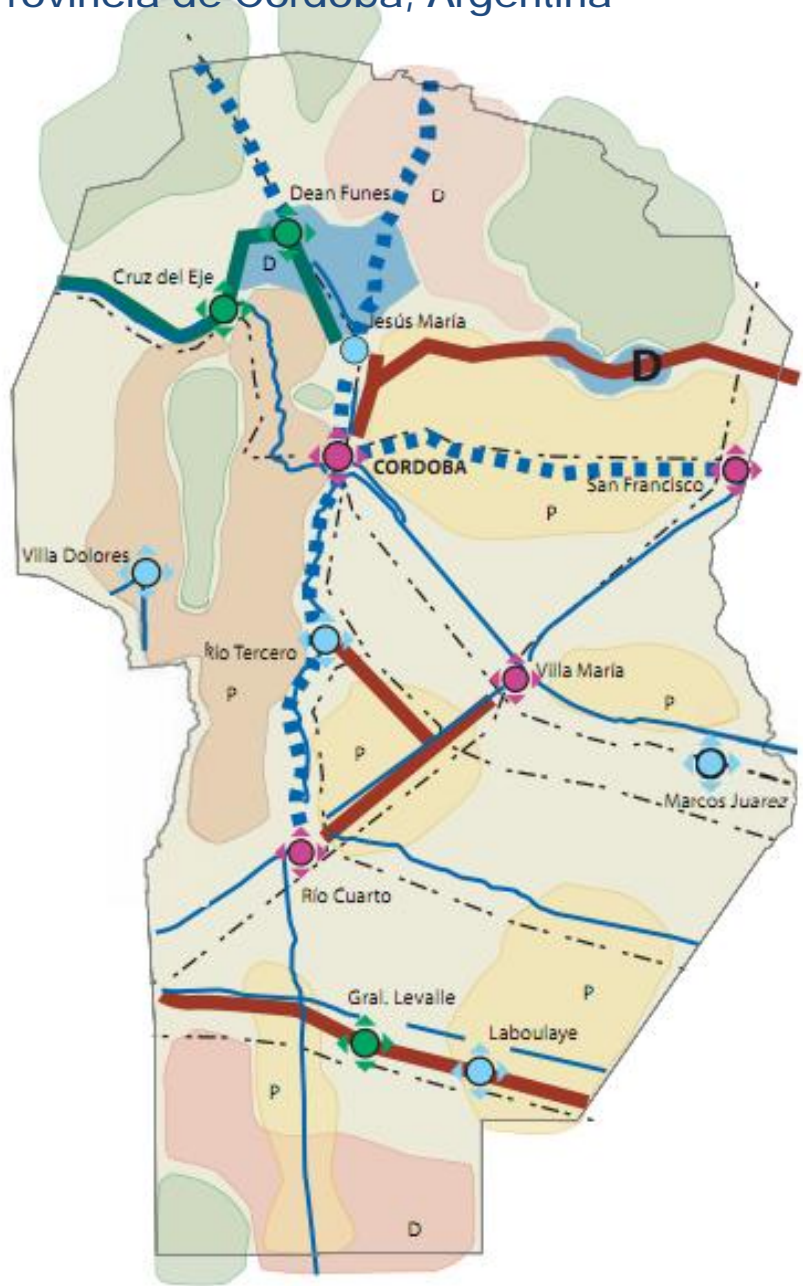 rovincia de Córdoba, Argentina
Dean Funes
D
D
Cruz del Eje
Jesús María
D
CORDOBA
San Francisco
P
Villa Dolores
Río Tercero
Villa María
P
P
P
Marcos Juarez
Río Cuarto
Gral. Levalle
P
Laboulaye
P
D